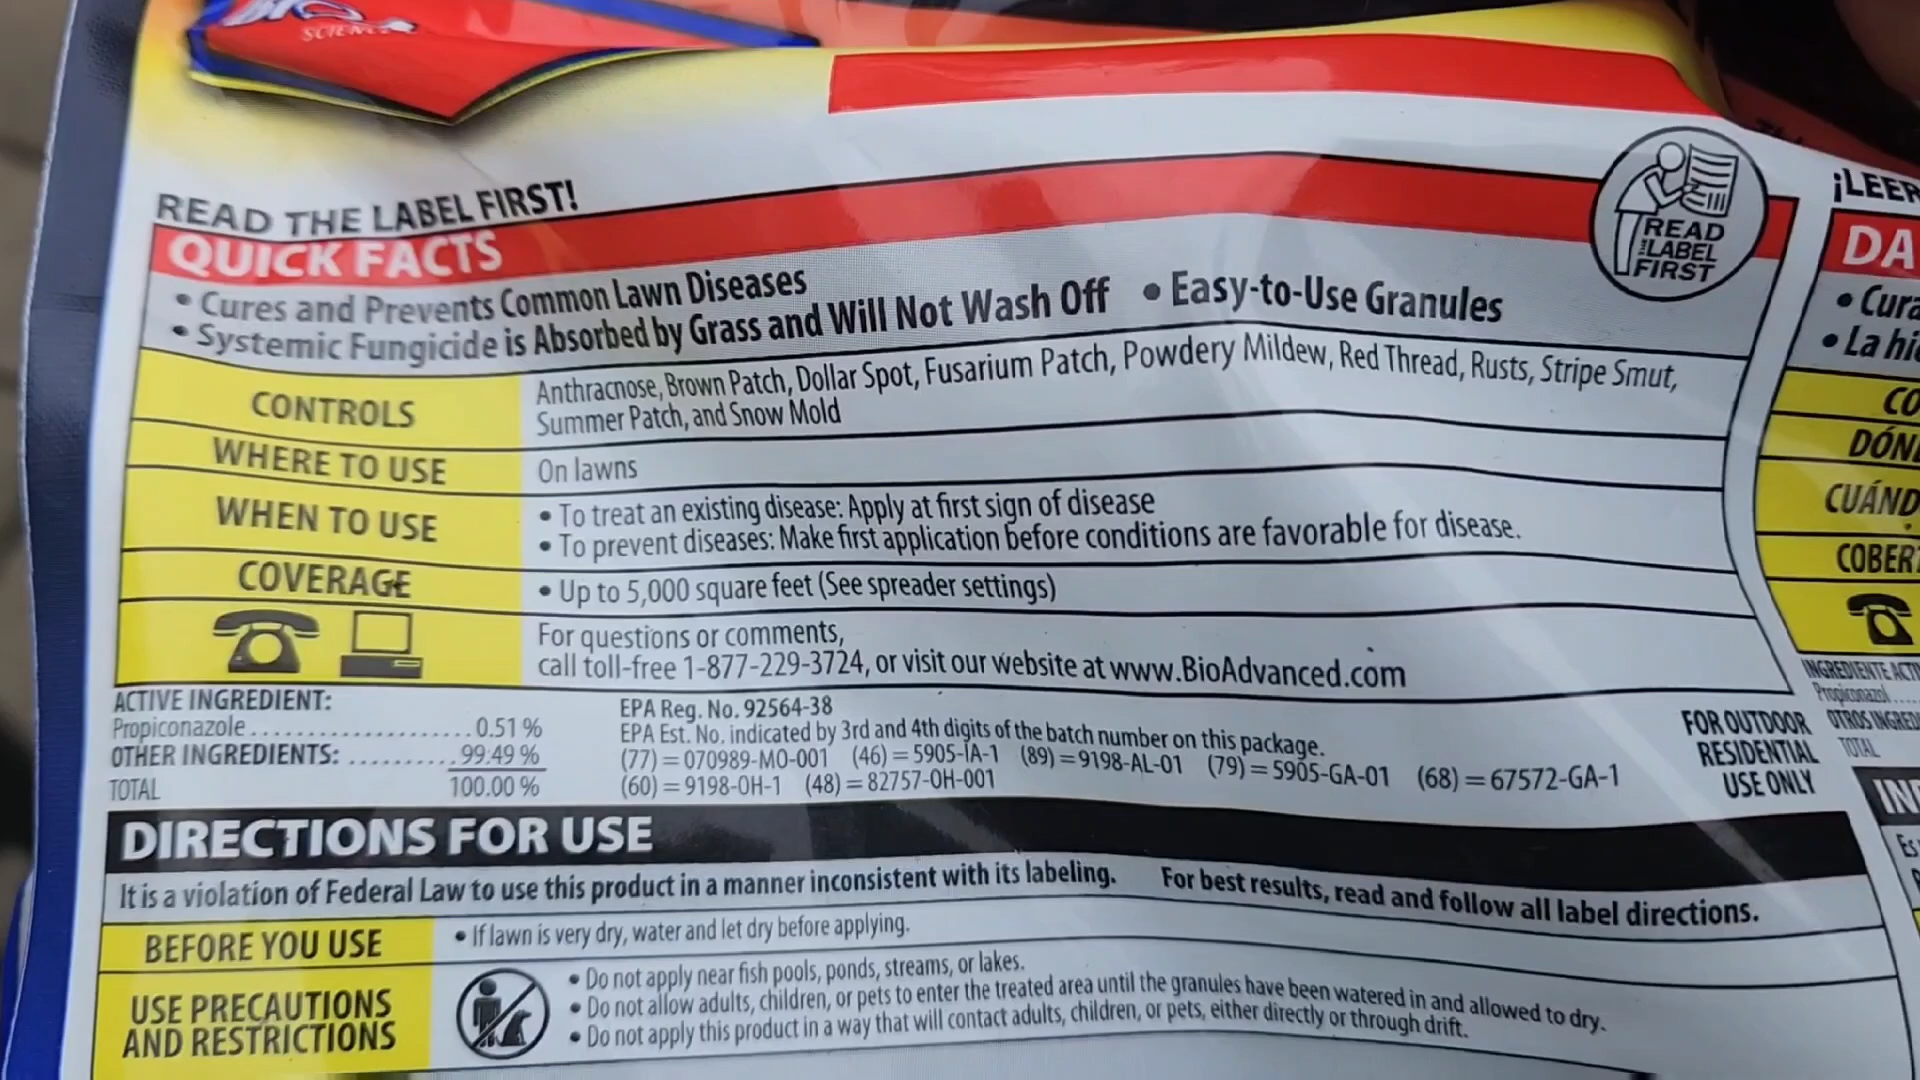 SCIENCE
READ THE LABEL FIRST!
QUICK FACTS
• Cures and Prevents Common Lawn Diseases
• Systemic Fungicide is Absorbed by Grass and Will Not Wash Off • Easy-to-Use Granules
READ
THE LABEL
FIRST
CONTROLS
Anthracnose, Brown Patch, Dollar Spot, Fusarium Patch, Powdery Mildew, Red Thread, Rusts, Stripe Smut,
Summer Patch, and Snow Mold
WHERE TO USE
On lawns
WHEN TO USE
• To treat an existing disease: Apply at first sign of disease
• To prevent diseases: Make first application before conditions are favorable for disease.
COVERAGE
• Up to 5,000 square feet (See spreader settings)
For questions or comments,
call toll-free 1-877-229-3724, or visit our website at www.BioAdvanced.com
ACTIVE INGREDIENT:
Propiconazole.....................0.51 %
OTHER INGREDIENTS: ..........99.49 %
TOTAL 100.00 %
EPA Reg. No. 92564-38
EPA Est. No. indicated by 3rd and 4th digits of the batch number on this package.
(77) = 070989-MO-001 (46) = 5905-IA-1 (89) = 9198-AL-01 (79) = 5905-GA-01 (68) = 67572-GA-1
(60) = 9198-OH-1 (48) = 82757-OH-001
FOR OUTDOOR
RESIDENTIAL
USE ONLY
DIRECTIONS FOR USE
It is a violation of Federal Law to use this product in a manner inconsistent with its labeling. For best results, read and follow all label directions.
BEFORE YOU USE
• If lawn is very dry, water and let dry before applying.
USE PRECAUTIONS
AND RESTRICTIONS
• Do not apply near fish pools, ponds, streams, or lakes.
• Do not allow adults, children, or pets to enter the treated area until the granules have been watered in and allowed to dry.
• Do not apply this product in a way that will contact adults, children, or pets, either directly or through drift.
¡LEER
DA
• Cura
• La hi
CO
DÓN
CUÁND
COBER
INGREDIENTE ACTI
Propiconazol....
OTROS INGRED
TOTAL
IN
Es